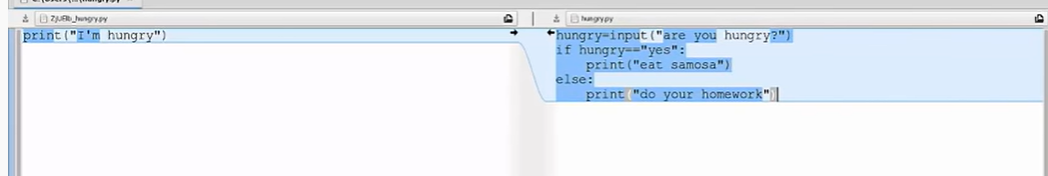 ZjUEIb_hungry.py
hungry.py
print("I'm hungry")
hungry=input("are you hungry?")
if hungry=="yes":
    print("eat samosa")
else:
    print("do your homework")